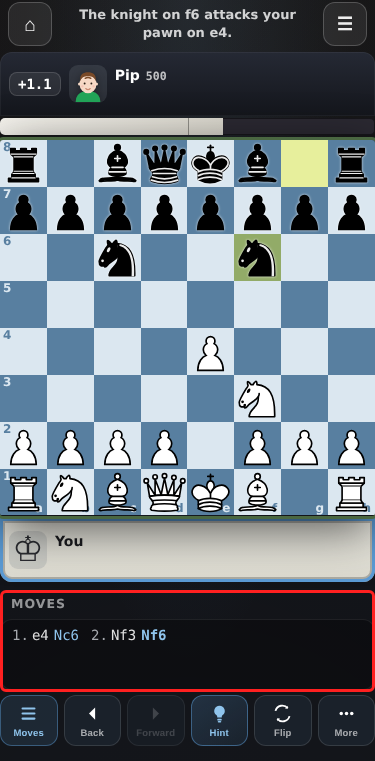 The knight on f6 attacks your
pawn on e4.
+1.1
Pip 500
8
7
6
5
4
3
2
1
d e f g h
You
MOVES
1. e4 Nc6 2. Nf3 Nf6
Moves Back Forward Hint Flip More